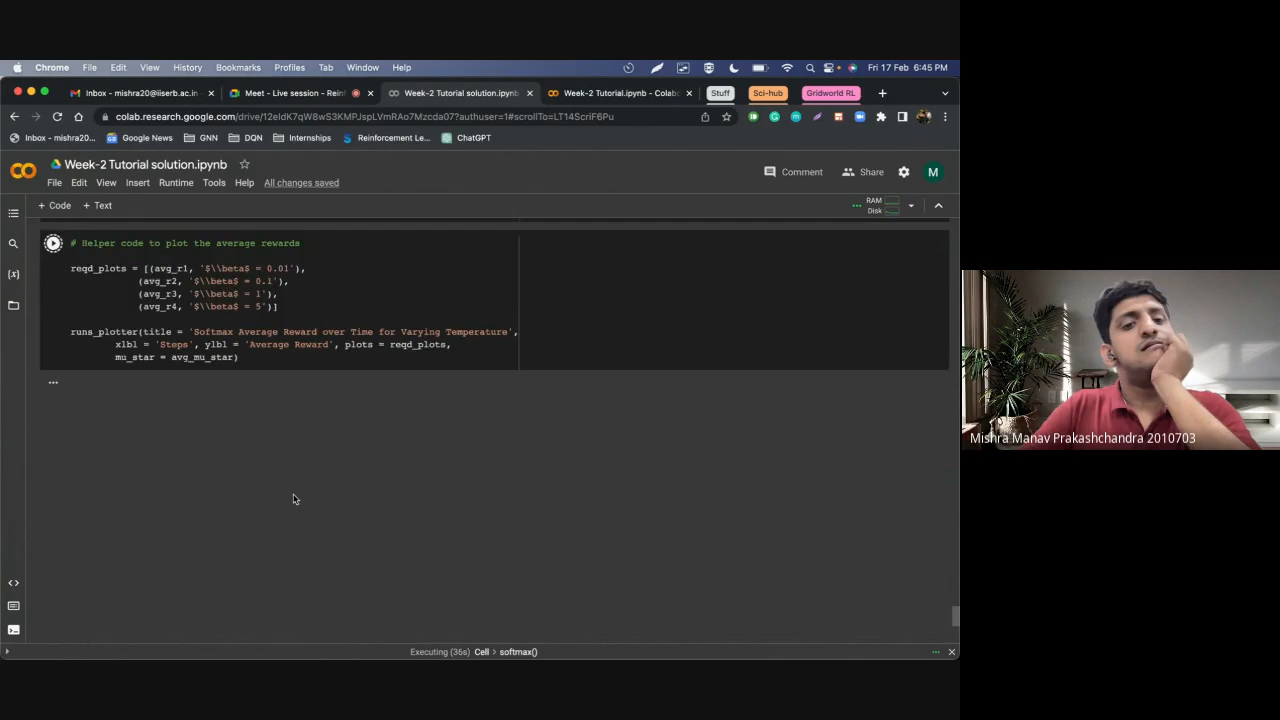 Chrome File Edit View History Bookmarks Profiles Tab Window Help Fri 17 Feb 6:45 PM
Inbox - mishra20@iiserb.ac.in Meet - Live session - Reinf Week-2 Tutorial solution.ipynb Week-2 Tutorial.ipynb - Colab Stuff Sci-hub Gridworld RL
colab.research.google.com/drive/12eIdK7qW8wS3KMPJspLVmRAo7Mzcda07?authuser=1#scrollTo=LT14ScriF6Pu
Inbox - mishra20... Google News GNN DQN Internships Reinforcement Le... ChatGPT
Week-2 Tutorial solution.ipynb
Comment Share M
File Edit View Insert Runtime Tools Help All changes saved
+ Code + Text RAM
Disk
# Helper code to plot the average rewards
reqd_plots = [(avg_r1, '$\\beta$ = 0.01'),
(avg_r2, '$\\beta$ = 0.1'),
(avg_r3, '$\\beta$ = 1'),
(avg_r4, '$\\beta$ = 5')]
runs_plotter(title = 'Softmax Average Reward over Time for Varying Temperature',
xlbl = 'Steps', ylbl = 'Average Reward', plots = reqd_plots,
mu_star = avg_mu_star)
...
Mishra Manav Prakashchandra 2010703
Executing (36s) Cell > softmax()